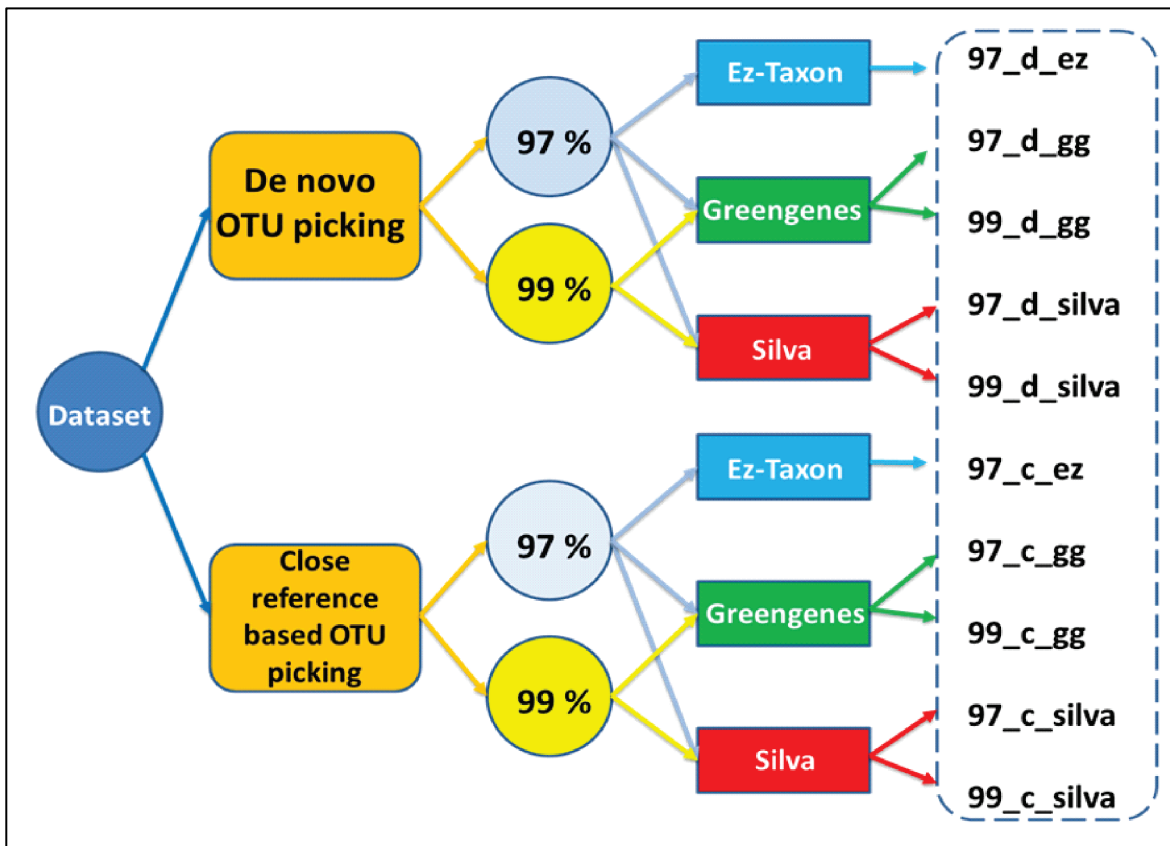 Dataset
De novo
OTU picking
97 %
99 %
Ez-Taxon
Greengenes
Silva
97_d_ez
97_d_gg
99_d_gg
97_d_silva
99_d_silva
Close
reference
based OTU
picking
97 %
99 %
Ez-Taxon
Greengenes
Silva
97_c_ez
97_c_gg
99_c_gg
97_c_silva
99_c_silva